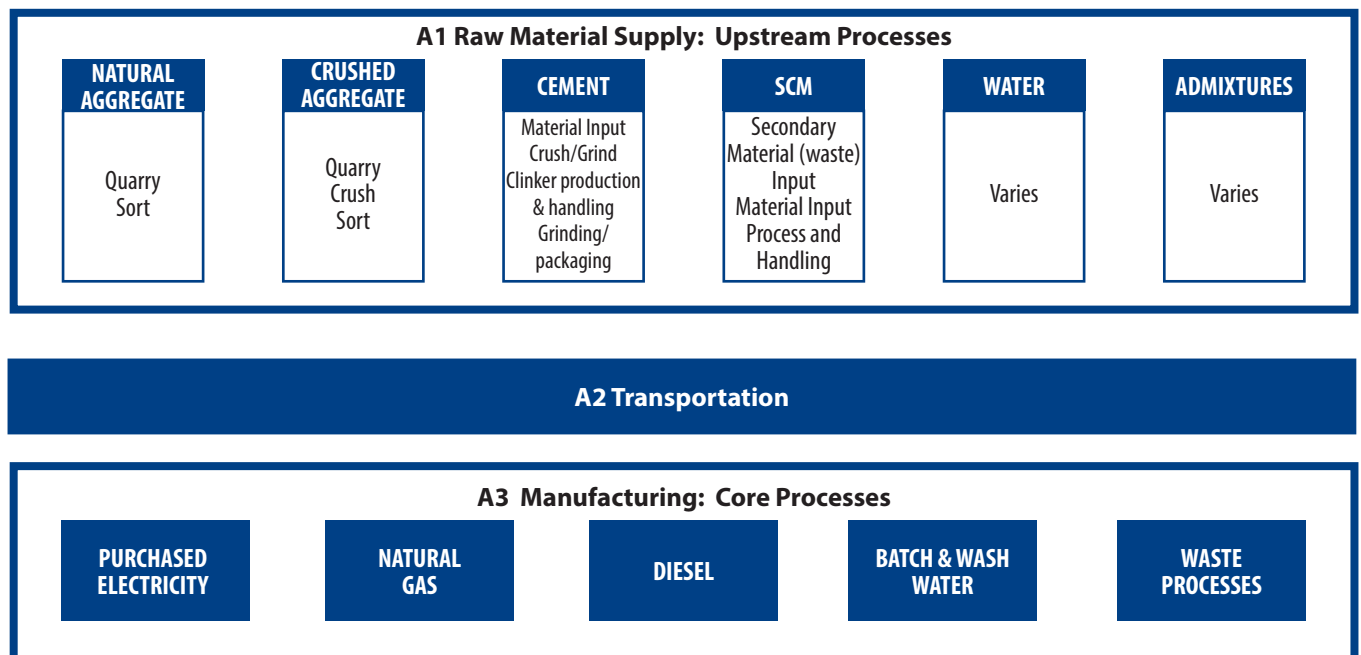 A1 Raw Material Supply: Upstream Processes
NATURAL
AGGREGATE
Quarry
Sort
CRUSHED
AGGREGATE
Quarry
Crush
Sort
CEMENT
Material Input
Crush/Grind
Clinker production
& handling
Grinding/
packaging
SCM
Secondary
Material (waste)
Input
Material Input
Process and
Handling
WATER
Varies
ADMIXTURES
Varies
A2 Transportation
A3 Manufacturing: Core Processes
PURCHASED
ELECTRICITY
NATURAL
GAS
DIESEL
BATCH & WASH
WATER
WASTE
PROCESSES